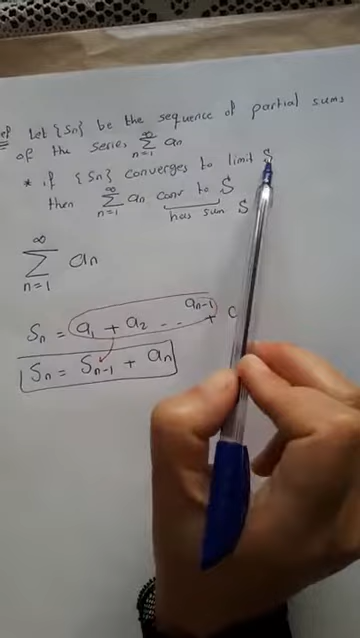 Def Let {Sn} be the sequence of partial sums
of the series ∑_{n=1}^{∞} an
* if {Sn} converges to limit S
then ∑_{n=1}^{∞} an conv to S
has sum S
∑_{n=1}^{∞} an
Sn = a1 + a2 .. + an-1
Sn = Sn-1 + an